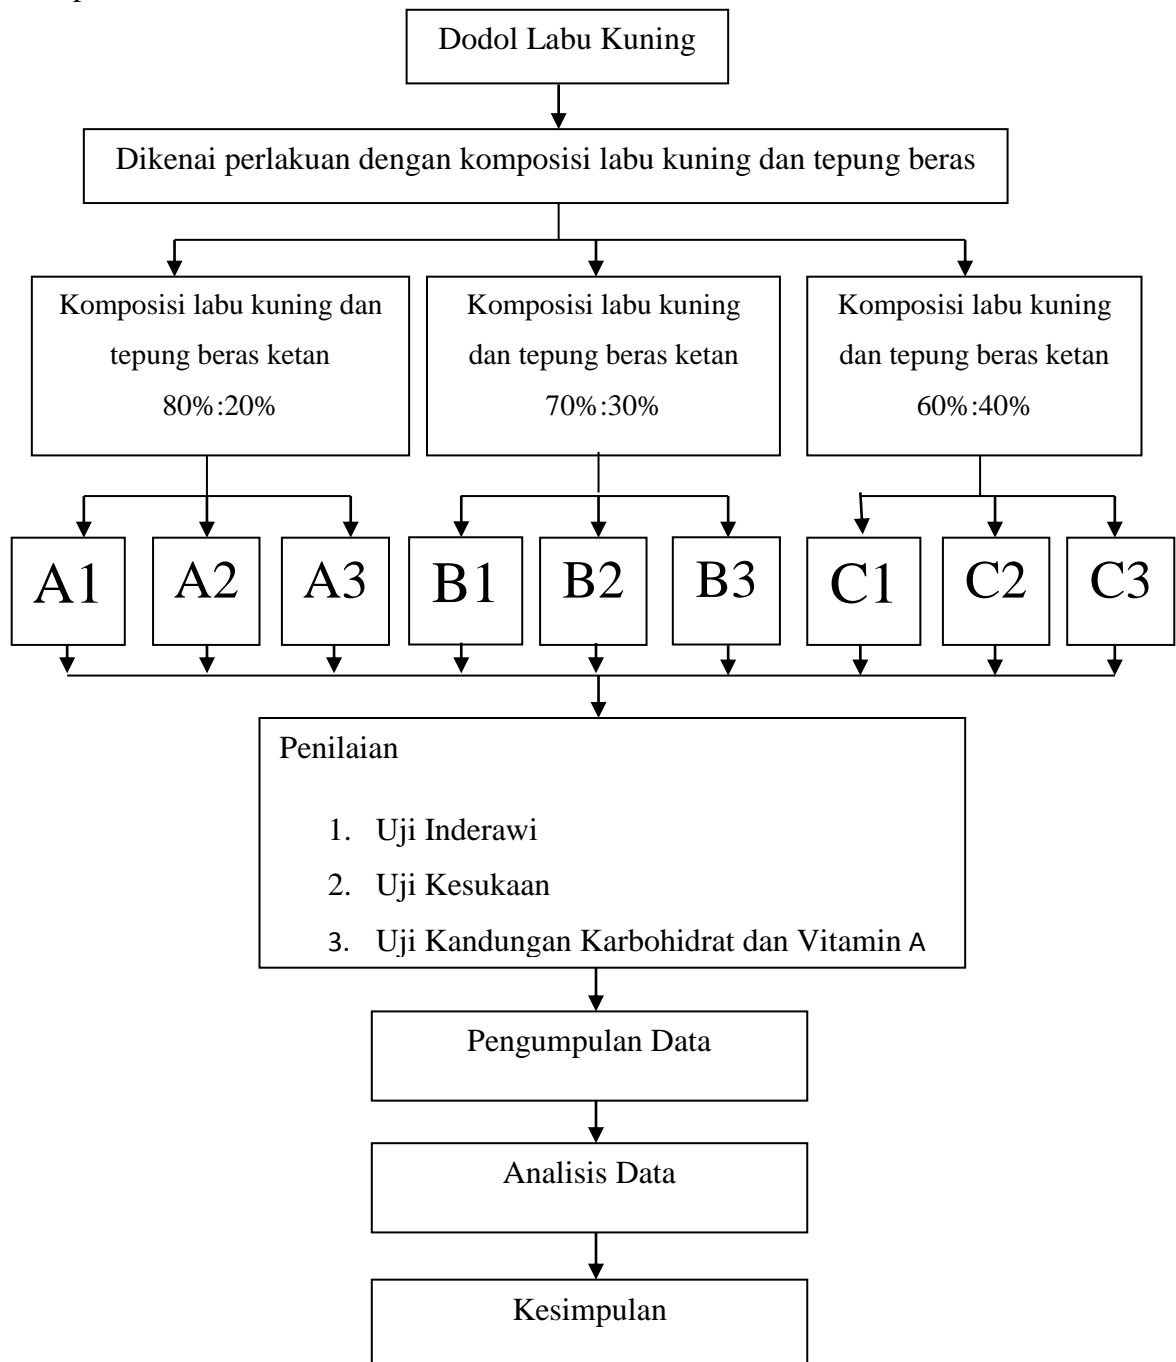 Dodol Labu Kuning
Dikenai perlakuan dengan komposisi labu kuning dan tepung beras
Komposisi labu kuning dan
tepung beras ketan
80%:20%
Komposisi labu kuning
dan tepung beras ketan
70%:30%
Komposisi labu kuning
dan tepung beras ketan
60%:40%
A1
A2
A3
B1
B2
B3
C1
C2
C3
Penilaian
1. Uji Inderawi
2. Uji Kesukaan
3. Uji Kandungan Karbohidrat dan Vitamin A
Pengumpulan Data
Analisis Data
Kesimpulan